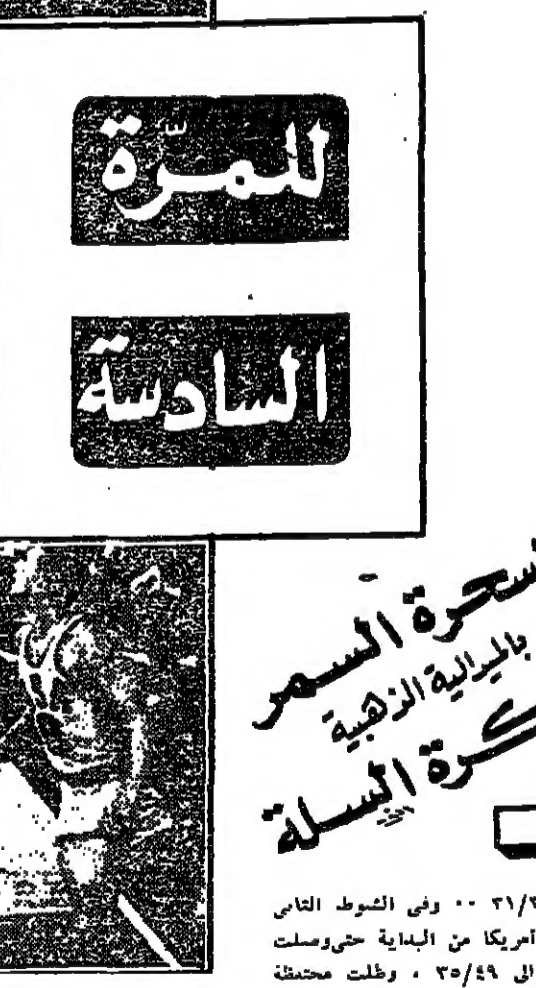 للمرّة
السادسة
سحرة السمر
بالميدالية الذهبية
كرة السلة
٣١/ .. وفى الشوط الثانى
أمريكا من البداية حتى وصلت
الى ٣٥/٤٩ ، وظلت محتفظة